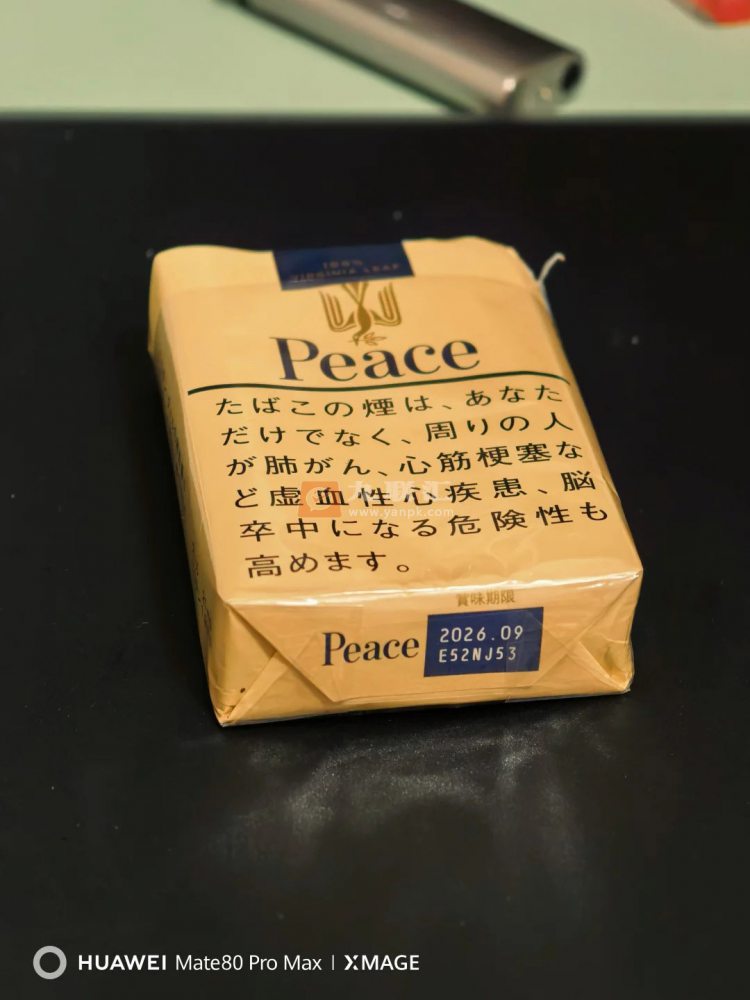 100%
VIRGINIA LEAF
Peace
たばこの煙は、あなた
だけでなく、周りの人
が肺がん、心筋梗塞な
ど虚血性心疾患、脳
卒中になる危険性も
高めます。
www.yanpk.com
賞味期限
Peace
2026.09
E52NJ53
HUAWEI Mate80 Pro Max | XMAGE